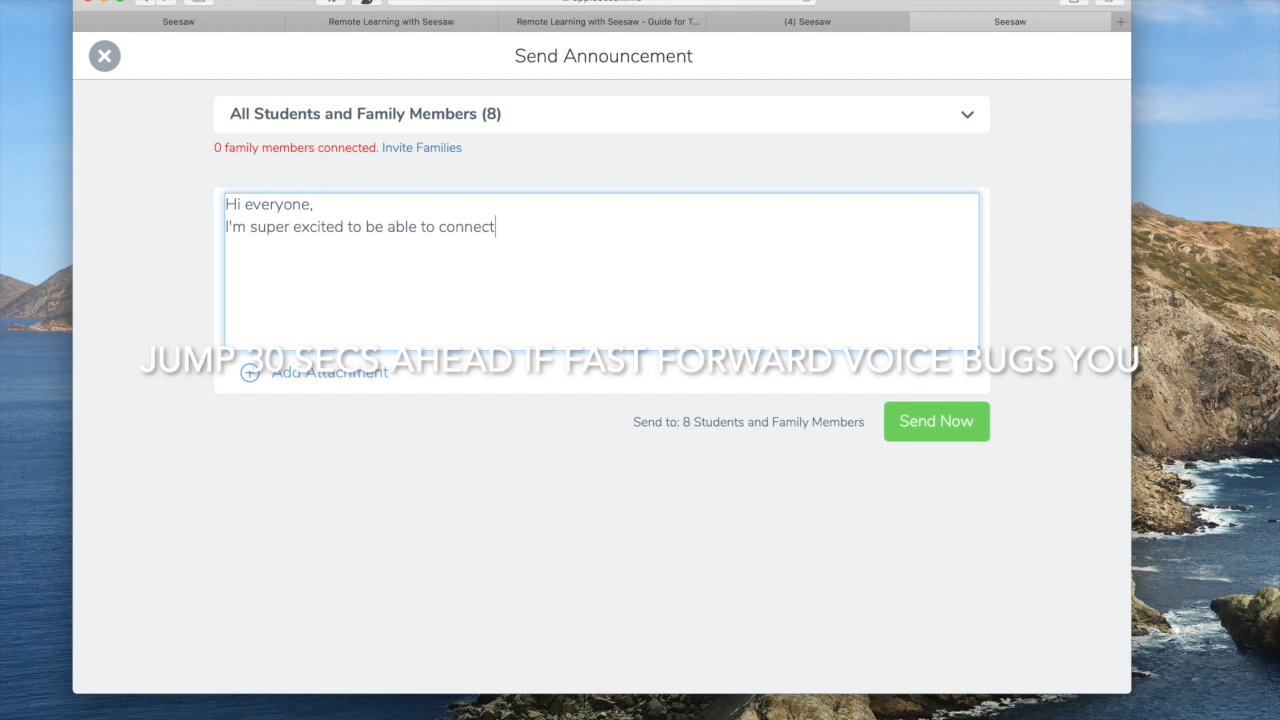 Seesaw
Remote Learning with Seesaw
Remote Learning with Seesaw - Guide for T...
(4) Seesaw
Seesaw
Send Announcement
All Students and Family Members (8)
0 family members connected. Invite Families
Hi everyone,
I'm super excited to be able to connect
JUMP 30 SECS AHEAD IF FAST FORWARD VOICE BUGS YOU
Add Attachment
Send to: 8 Students and Family Members
Send Now